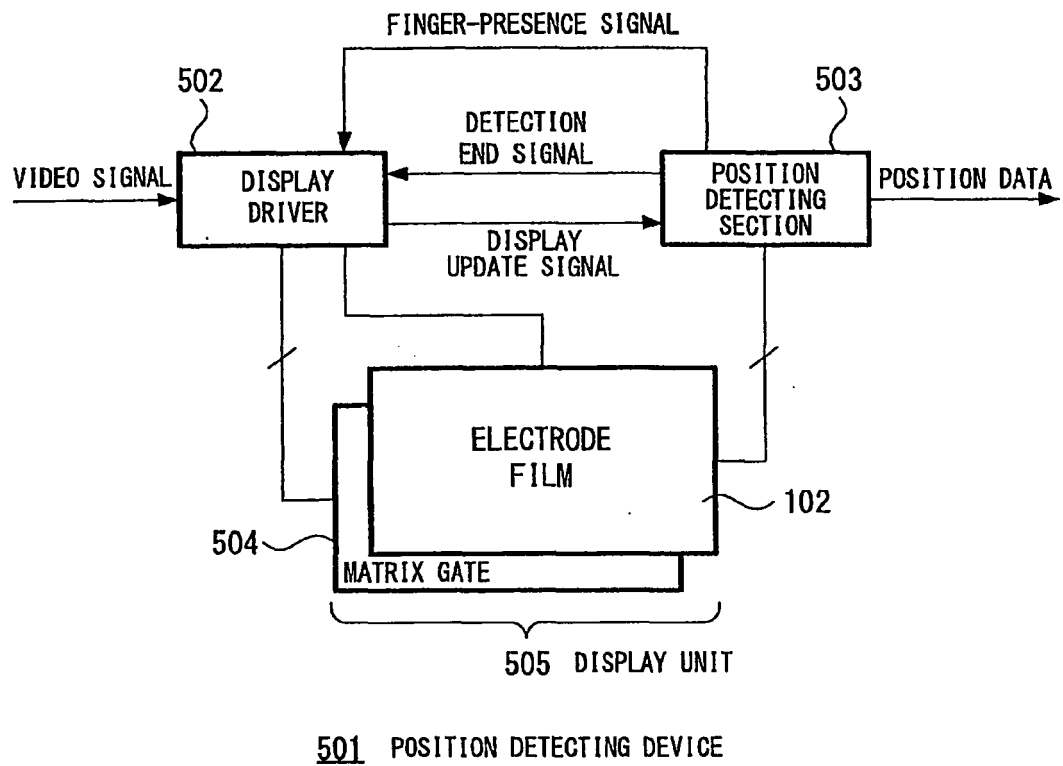 FINGER-PRESENCE SIGNAL
502
503
DETECTION
END SIGNAL
VIDEO SIGNAL
DISPLAY
DRIVER
POSITION
DETECTING
SECTION
POSITION DATA
DISPLAY
UPDATE SIGNAL
ELECTRODE
FILM
102
504
MATRIX GATE
505 DISPLAY UNIT
501 POSITION DETECTING DEVICE